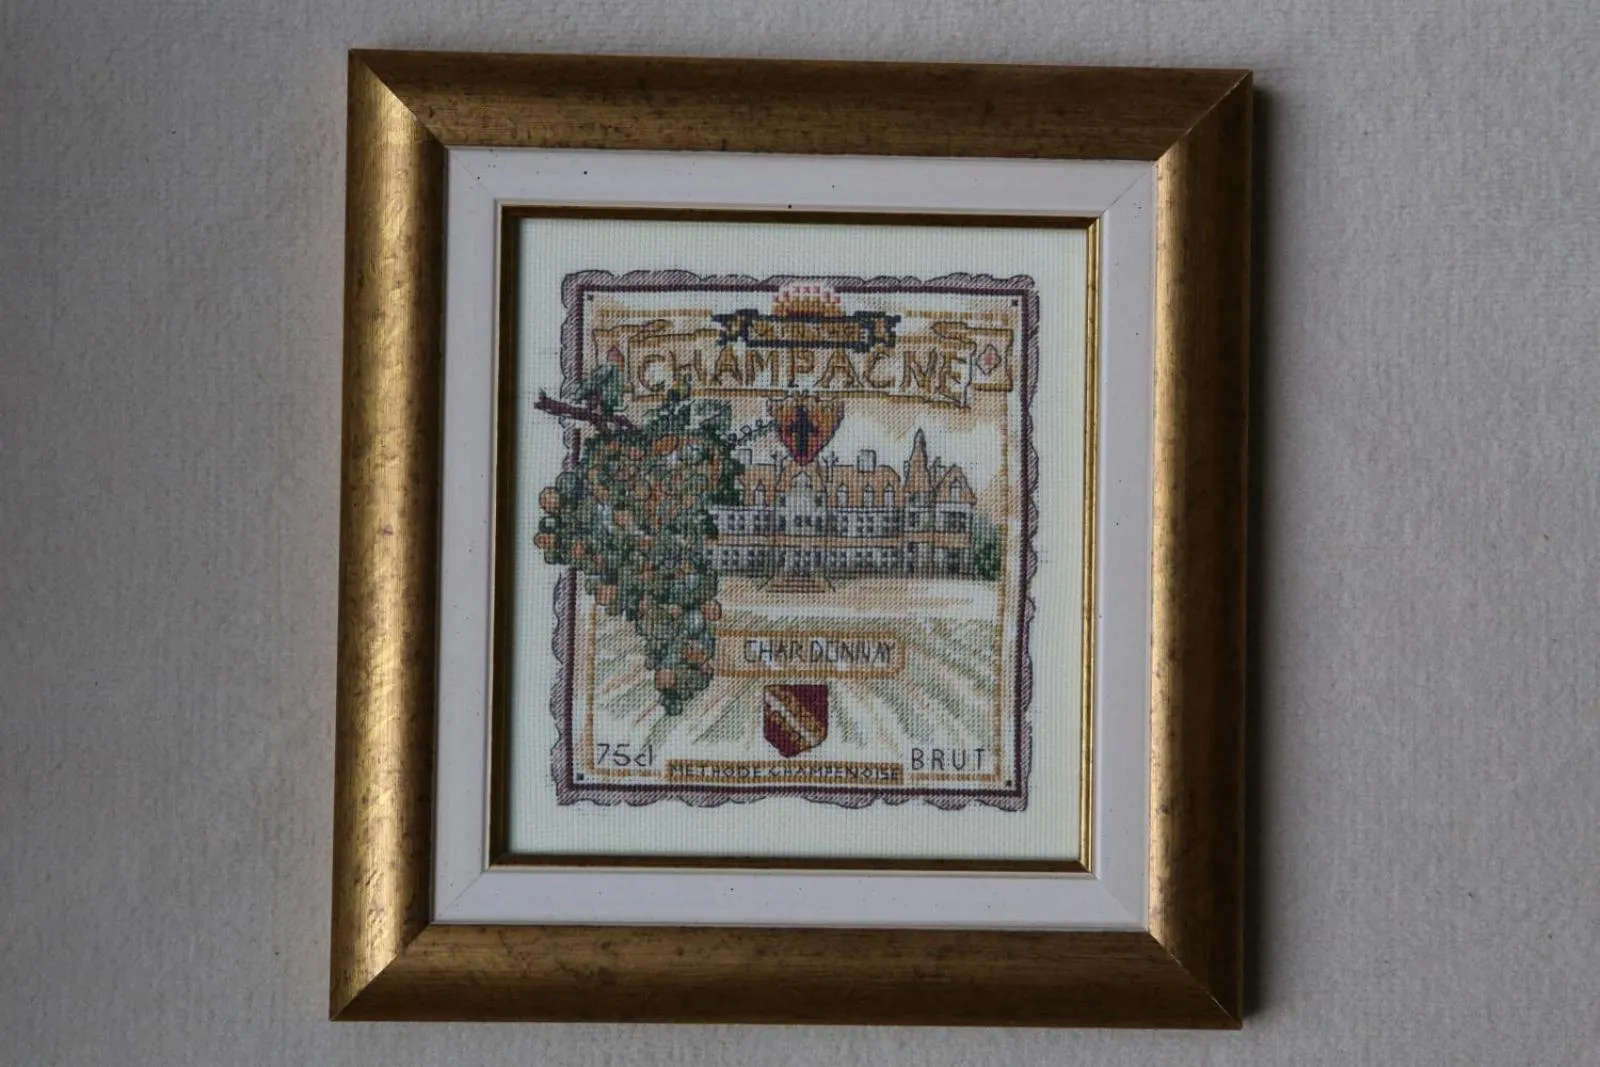 CHAMPAGNE
CHARDONNAY
75cl
BRUT
METHODE CHAMPENOISE